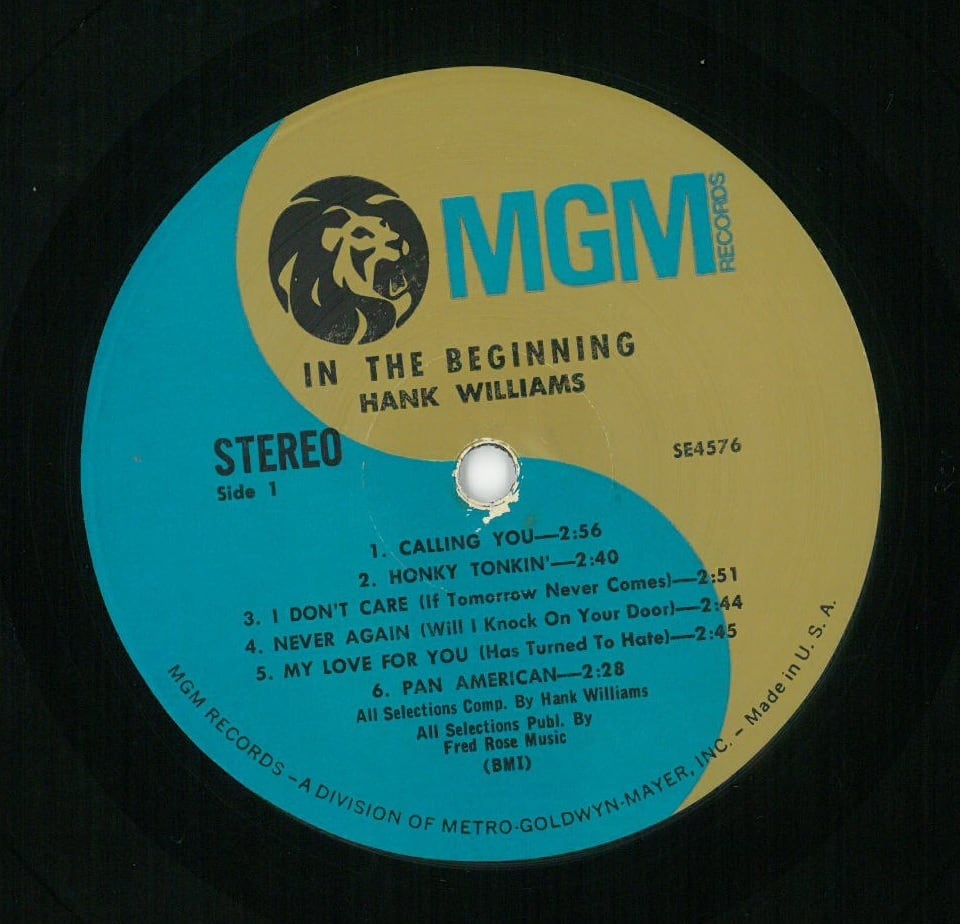 MGM RECORDS
IN THE BEGINNING
HANK WILLIAMS
STEREO
Side 1
SE4576
1. CALLING YOU—2:56
2. HONKY TONKIN'—2:40
3. I DON'T CARE (If Tomorrow Never Comes)—2:51
4. NEVER AGAIN (Will I Knock On Your Door)—2:44
5. MY LOVE FOR YOU (Has Turned To Hate)—2:45
6. PAN AMERICAN—2:28
All Selections Comp. By Hank Williams
All Selections Publ. By
Fred Rose Music
(BMI)
MGM RECORDS – A DIVISION OF METRO-GOLDWYN-MAYER, INC. – Made in U. S. A.